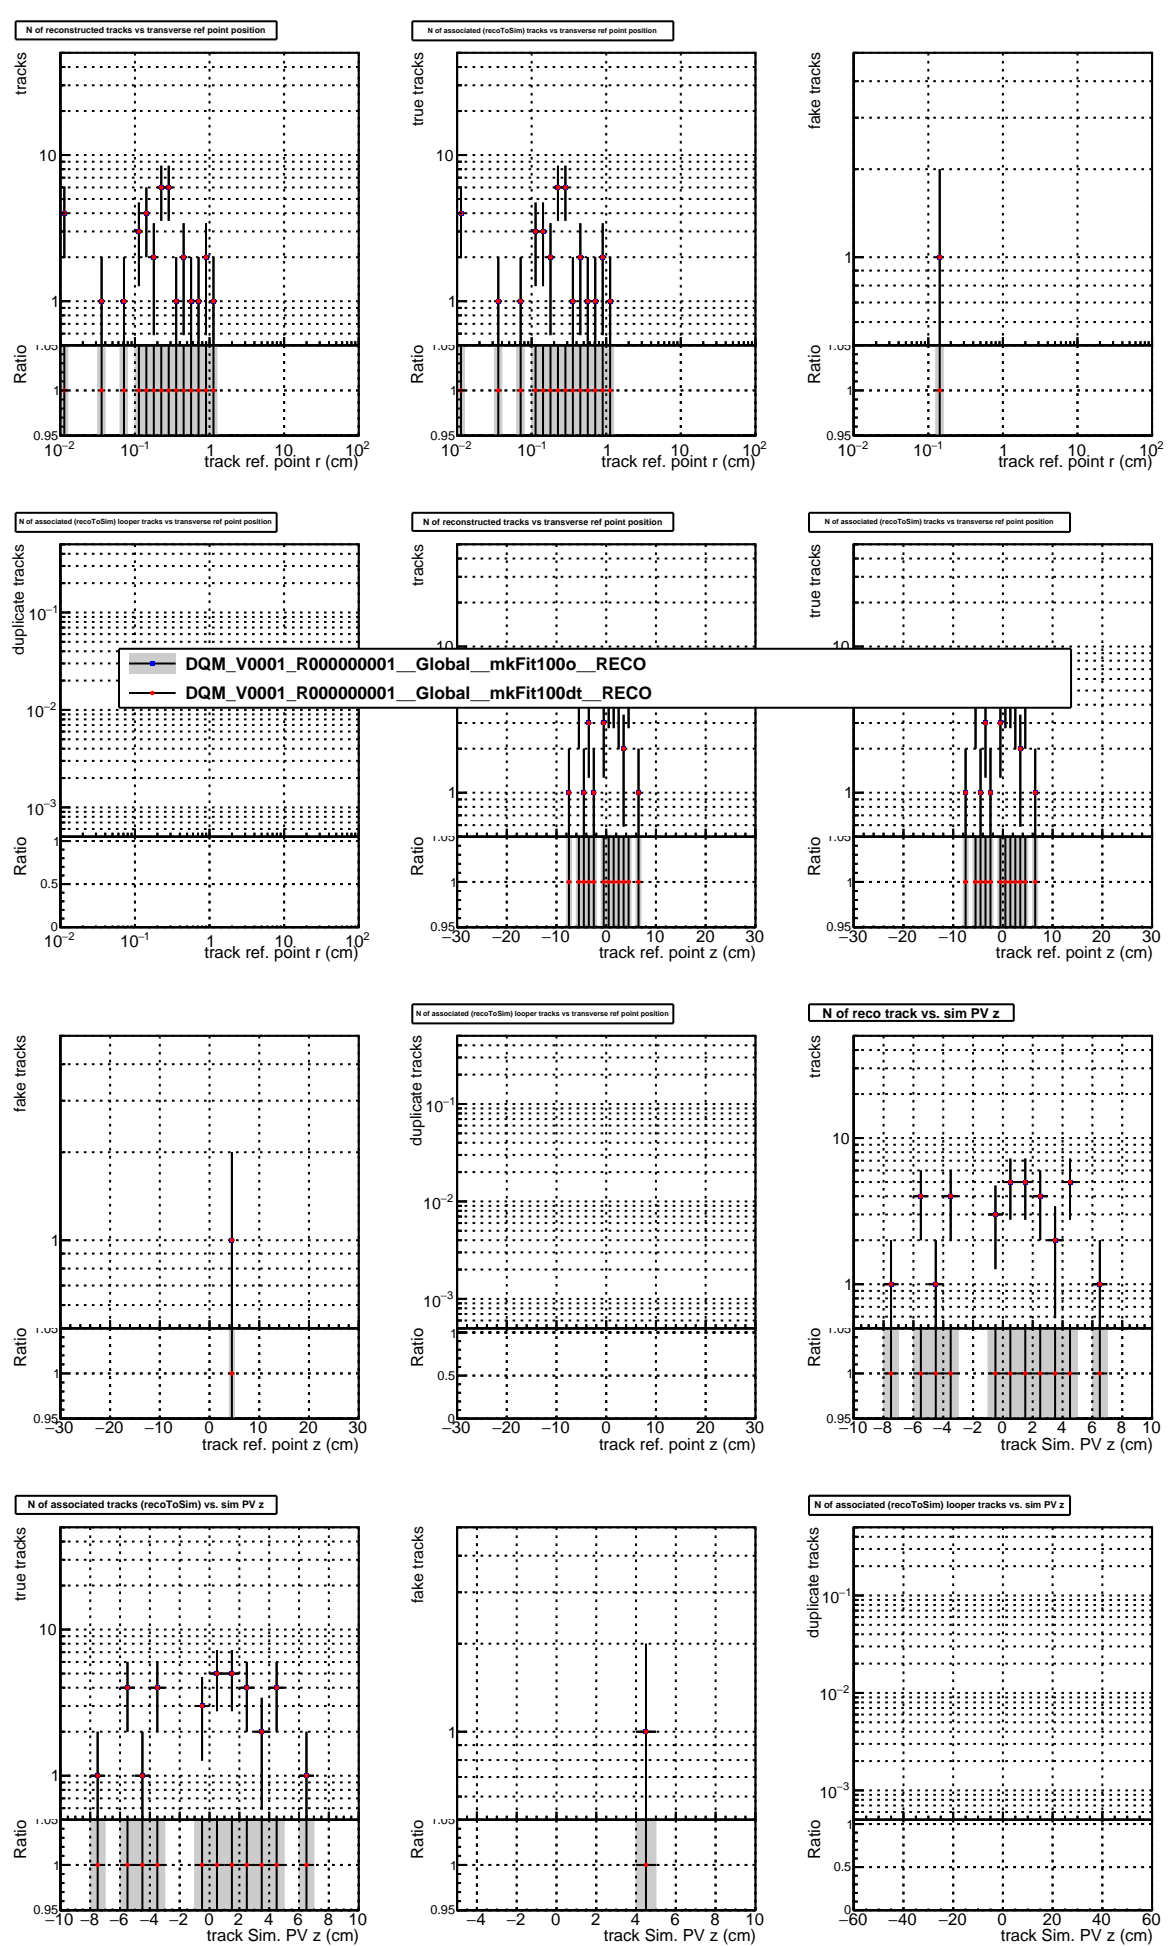 N of reconstructed tracks vs transverse ref point position
tracks
10
1
Ratio
1.05
1
0.95
10−2 10−1 1 10 102
track ref. point r (cm)
N of associated (recoToSim) tracks vs transverse ref point position
true tracks
10
1
Ratio
1.05
1
0.95
10−2 10−1 1 10 102
track ref. point r (cm)
fake tracks
1
Ratio
1.05
1
0.95
10−2 10−1 1 10 102
track ref. point r (cm)
N of associated (recoToSim) looper tracks vs transverse ref point position
duplicate tracks
10−1
10−2
10−3
Ratio
1
0.5
0
10−2 10−1 1 10 102
track ref. point r (cm)
N of reconstructed tracks vs transverse ref point position
tracks
10
1
Ratio
1.05
1
0.95
−30 −20 −10 0 10 20 30
track ref. point z (cm)
N of associated (recoToSim) tracks vs transverse ref point position
true tracks
10
1
Ratio
1.05
1
0.95
−30 −20 −10 0 10 20 30
track ref. point z (cm)
DQM_V0001_R000000001__Global__mkFit100o__RECO
DQM_V0001_R000000001__Global__mkFit100dt__RECO
fake tracks
1
Ratio
1.05
1
0.95
−30 −20 −10 0 10 20 30
track ref. point z (cm)
N of associated (recoToSim) looper tracks vs transverse ref point position
duplicate tracks
10−1
10−2
10−3
Ratio
1
0.5
0
−30 −20 −10 0 10 20 30
track ref. point z (cm)
N of reco track vs. sim PV z
tracks
10
1
Ratio
1.05
1
0.95
−10 −8 −6 −4 −2 0 2 4 6 8 10
track Sim. PV z (cm)
N of associated tracks (recoToSim) vs. sim PV z
true tracks
10
1
Ratio
1.05
1
0.95
−10 −8 −6 −4 −2 0 2 4 6 8 10
track Sim. PV z (cm)
fake tracks
1
Ratio
1.05
1
0.95
−4 −2 0 2 4 6 8 10
track Sim. PV z (cm)
N of associated (recoToSim) looper tracks vs. sim PV z
duplicate tracks
10−1
10−2
10−3
Ratio
1
0.5
0
−60 −40 −20 0 20 40 60
track Sim. PV z (cm)